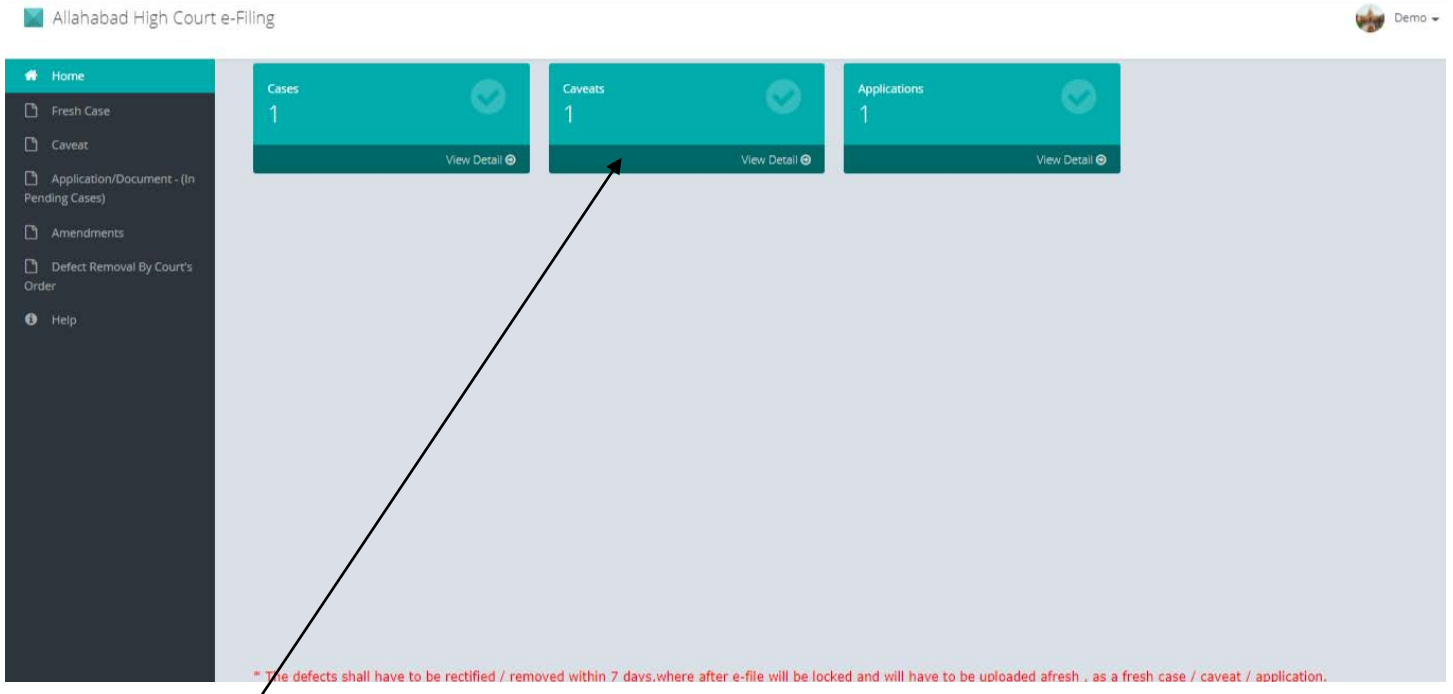 Allahabad High Court e-Filing
Demo
Home
Fresh Case
Caveat
Application/Document - (In
Pending Cases)
Amendments
Defect Removal By Court's
Order
Help
Cases
1
View Detail
Caveats
1
View Detail
Applications
1
View Detail
* The defects shall have to be rectified / removed within 7 days,where after e-file will be locked and will have to be uploaded afresh , as a fresh case / caveat / application.